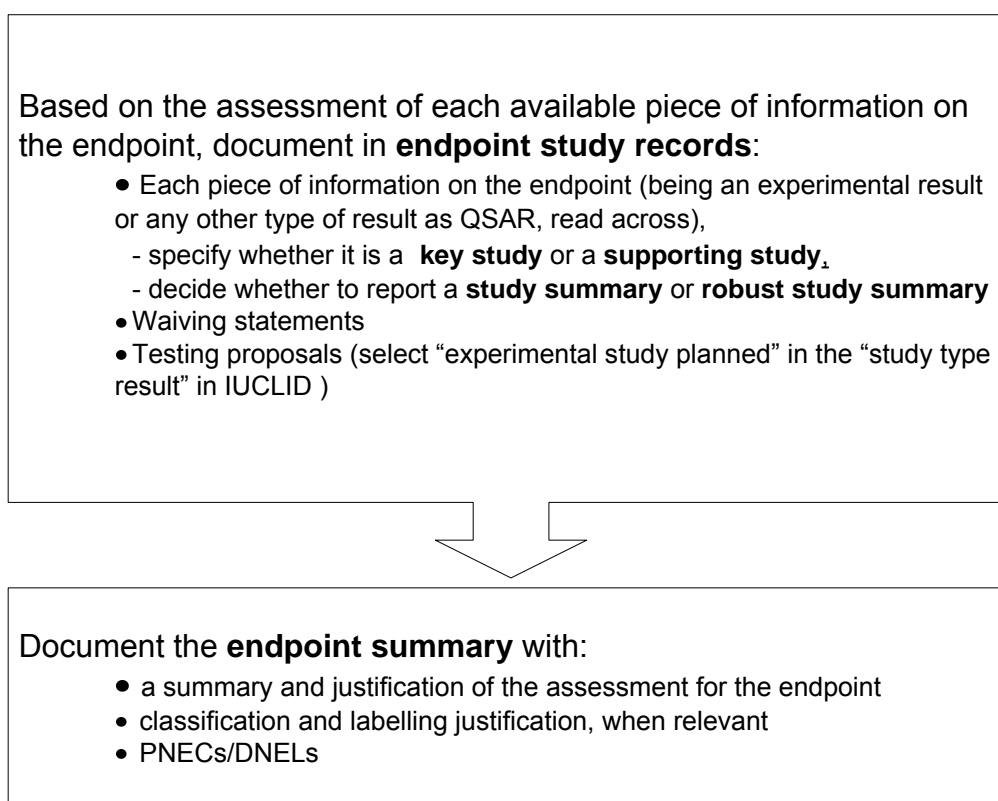 Based on the assessment of each available piece of information on
the endpoint, document in endpoint study records:
• Each piece of information on the endpoint (being an experimental result
or any other type of result as QSAR, read across),
- specify whether it is a key study or a supporting study,
- decide whether to report a study summary or robust study summary
• Waiving statements
• Testing proposals (select “experimental study planned” in the “study type
result” in IUCLID )
Document the endpoint summary with:
• a summary and justification of the assessment for the endpoint
• classification and labelling justification, when relevant
• PNECs/DNELs